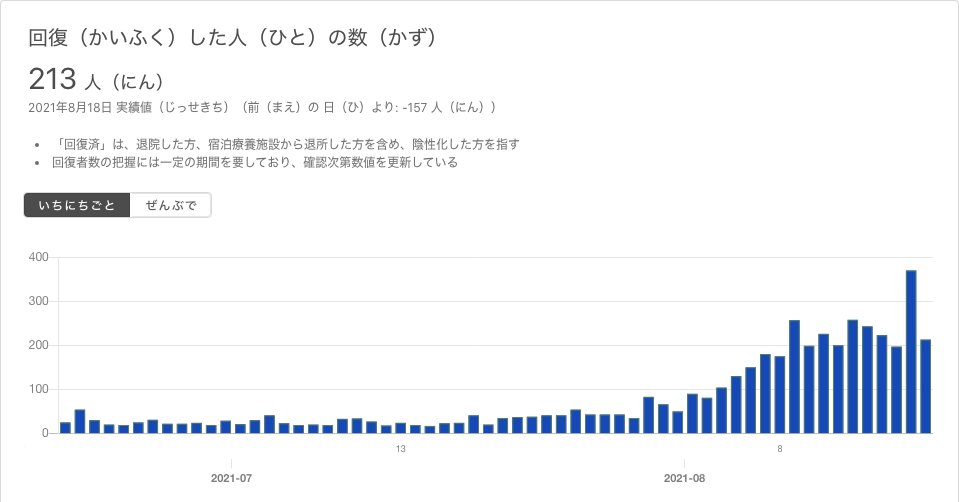 回復（かいふく）した人（ひと）の数（かず）
213 人（にん）
2021年8月18日 実績値（じっせきち）（前（まえ）の 日（ひ）より: -157 人（にん））
• 「回復済」は、退院した方、宿泊療養施設から退所した方を含め、陰性化した方を指す
• 回復者数の把握には一定の期間を要しており、確認次第数値を更新している
いちにちごと ぜんぶで
400
300
200
100
0
13 8
2021-07 2021-08